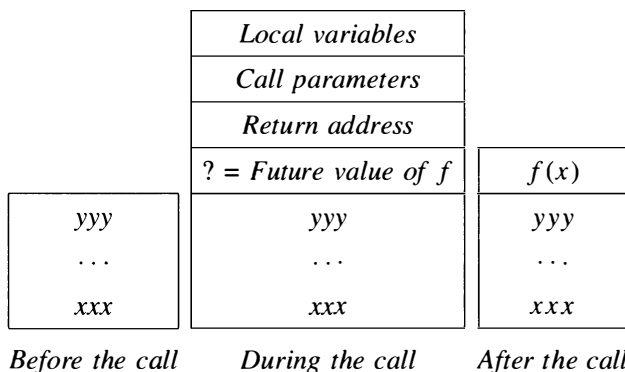 Local variables
Call parameters
Return address
? = Future value of f f(x)
yyy yyy yyy
... ... ...
xxx xxx xxx
Before the call During the call After the call